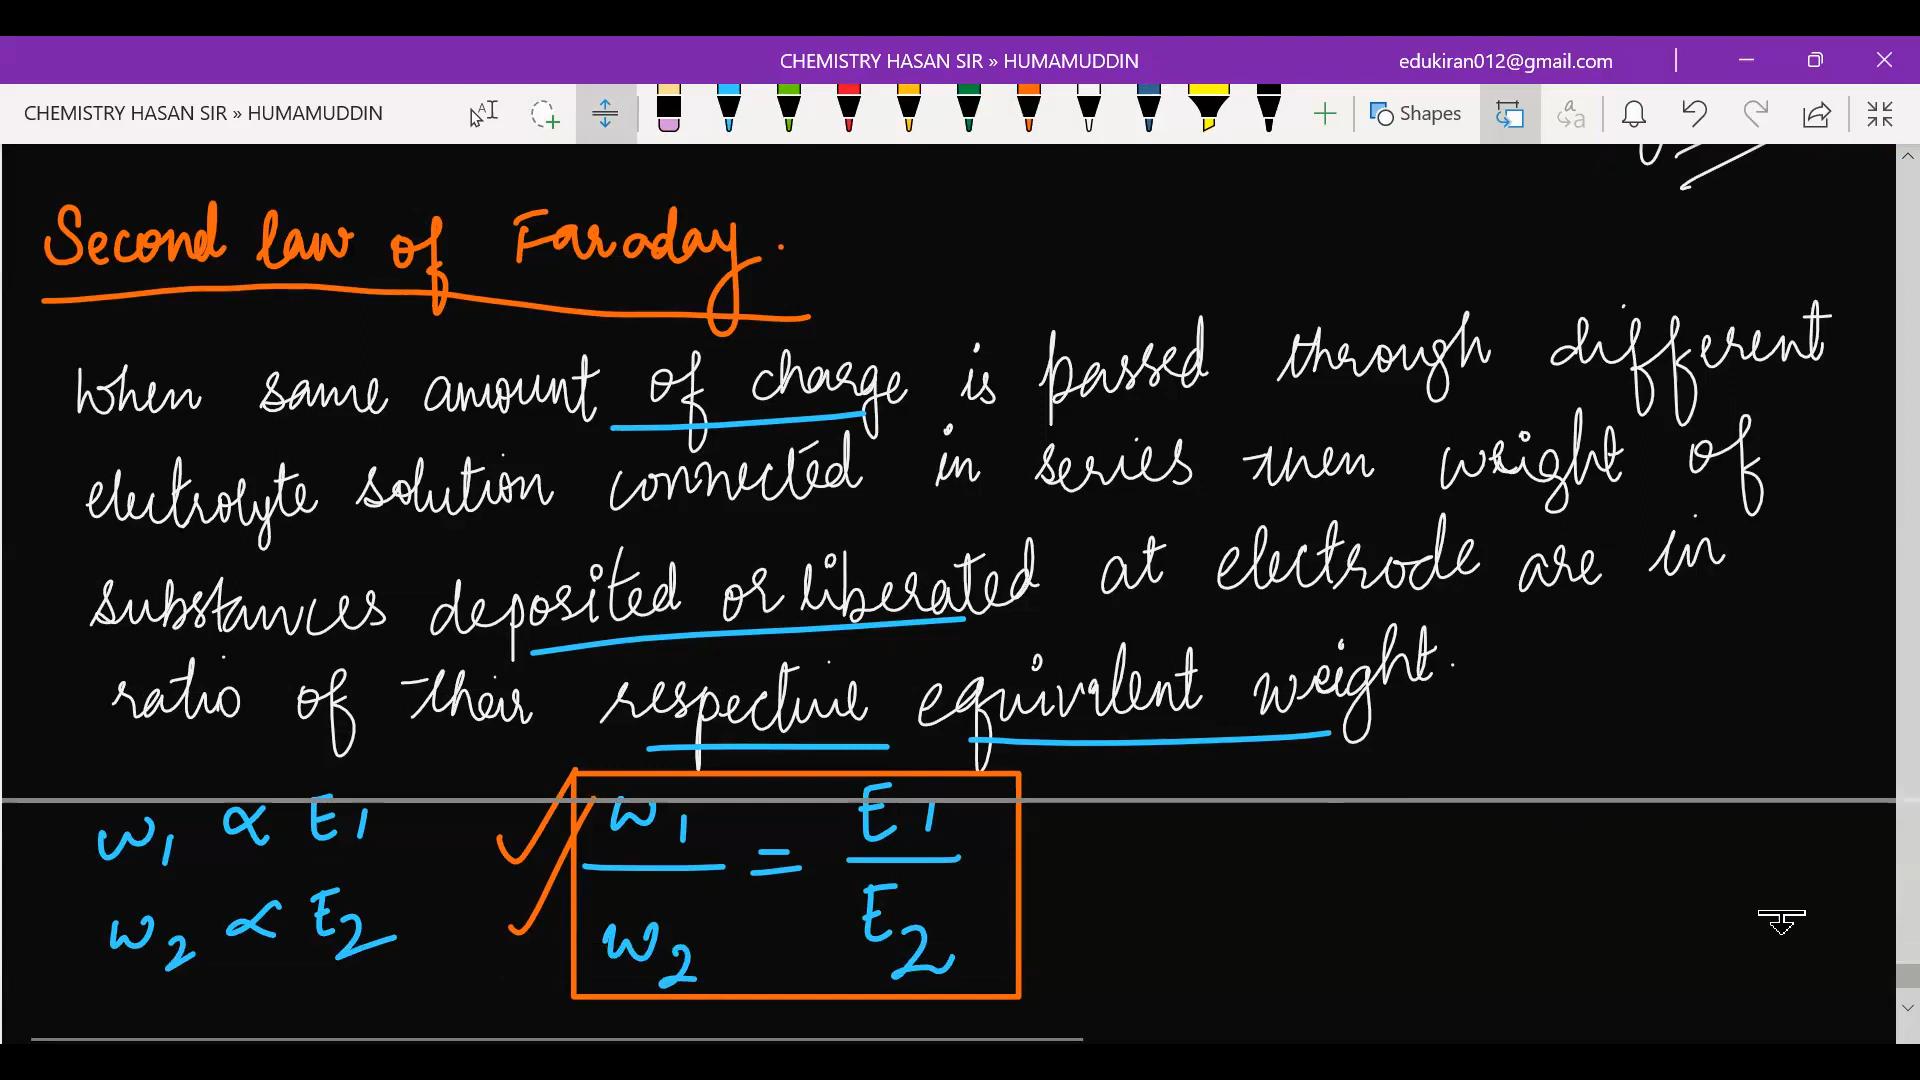 CHEMISTRY HASAN SIR » HUMAMUDDIN
edukiran012@gmail.com
CHEMISTRY HASAN SIR » HUMAMUDDIN
Shapes
Second law of Faraday.
When same amount of charge is passed through different
electrolyte solution connected in series then weight of
substances deposited or liberated at electrode are in
ratio of their respective equivalent weight.
w₁ ∝ E₁
w₂ ∝ E₂
w₁/w₂ = E₁/E₂